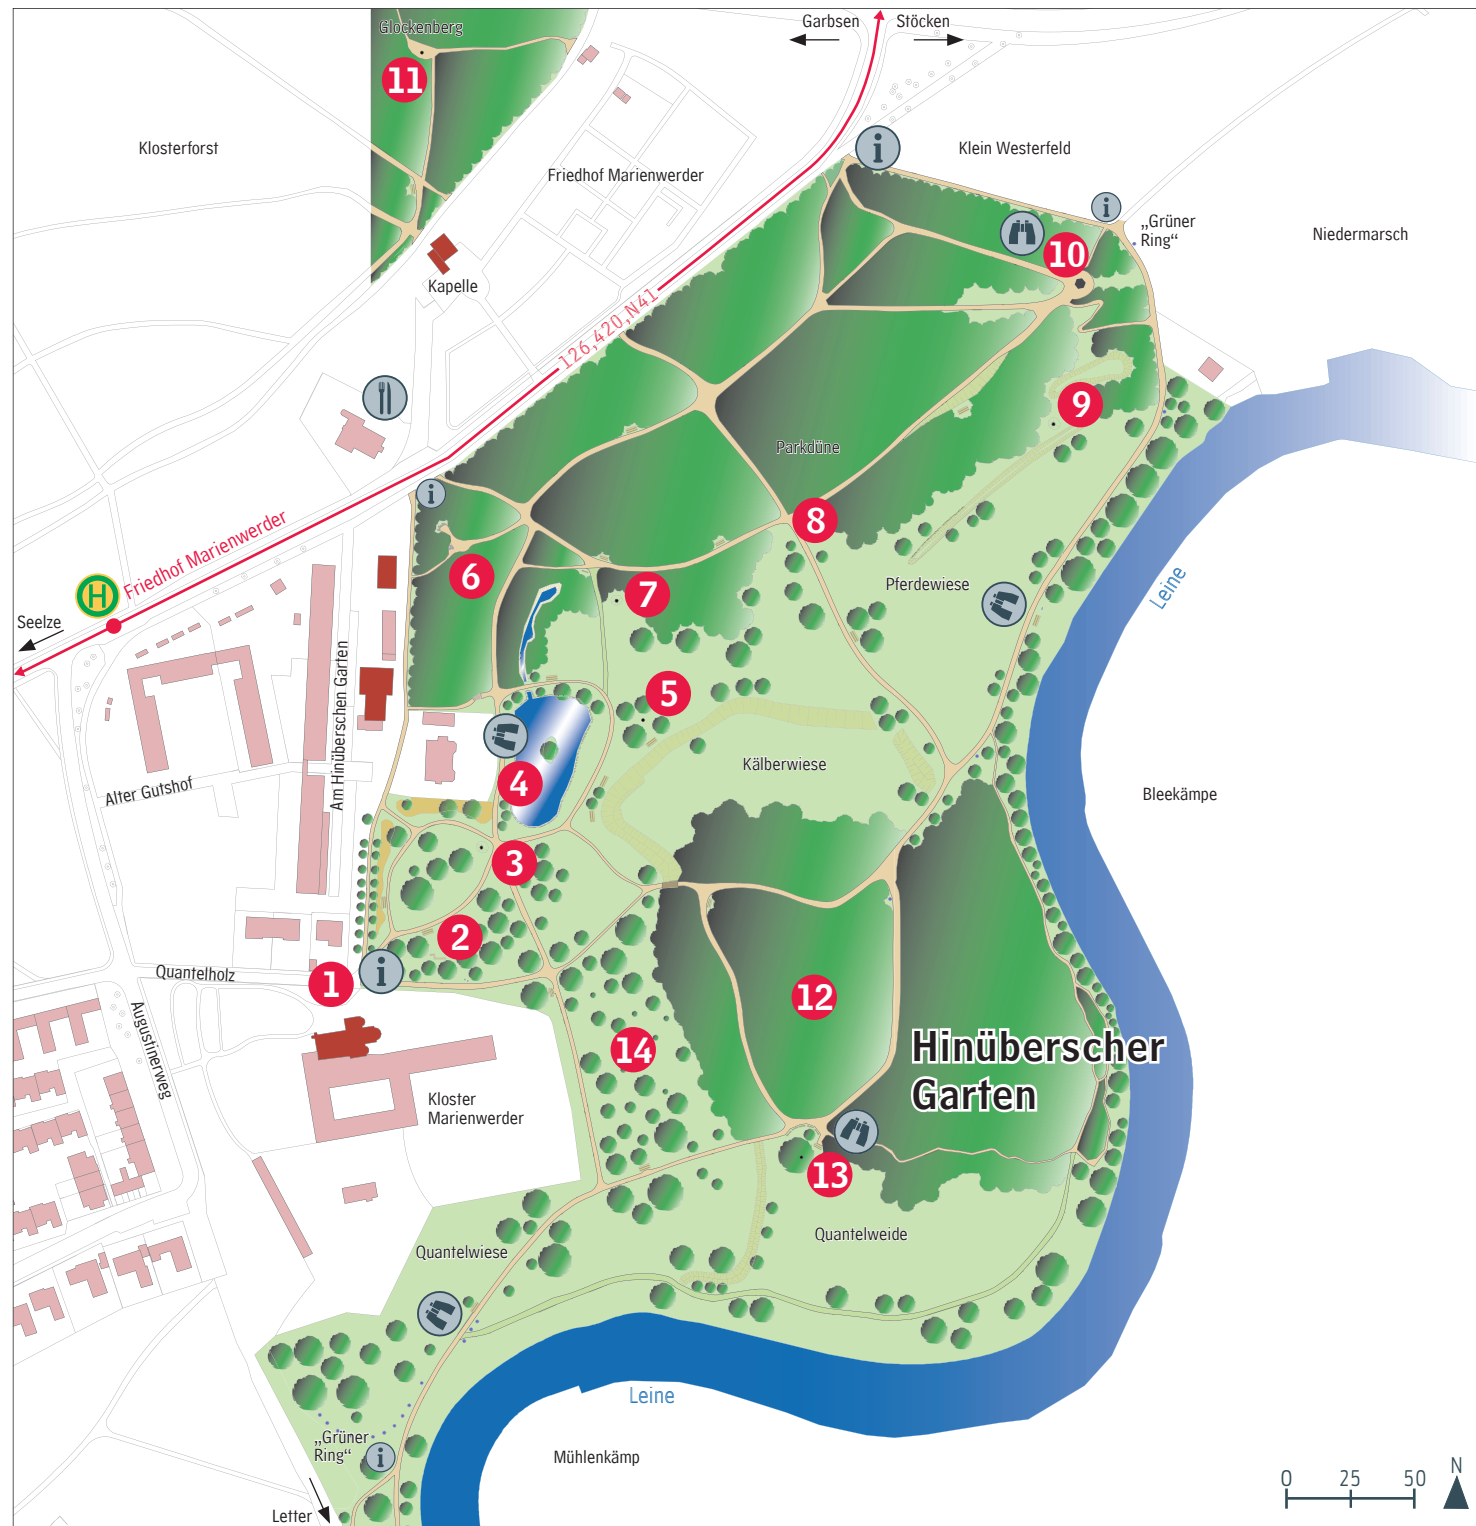 Glockenberg
Garbsen
Stöcken
11
Klosterforst
Friedhof Marienwerder
i
Klein Westerfeld
i
„Grüner
Ring“
Niedermarsch
10
Kapelle
126,420,N41
9
Parkdüne
i
8
H
Friedhof Marienwerder
Seelze
6
7
Pferdewiese
Leine
Am Hinüberschen Garten
5
4
Kälberwiese
Alter Gutshof
Bleekämpe
3
2
Quantelholz
1
i
12
Augustinerweg
14
Hinüberscher
Garten
Kloster
Marienwerder
13
Quantelweide
Quantelwiese
Leine
„Grüner
Ring“
i
Mühlenkämp
Letter
0 25 50
N